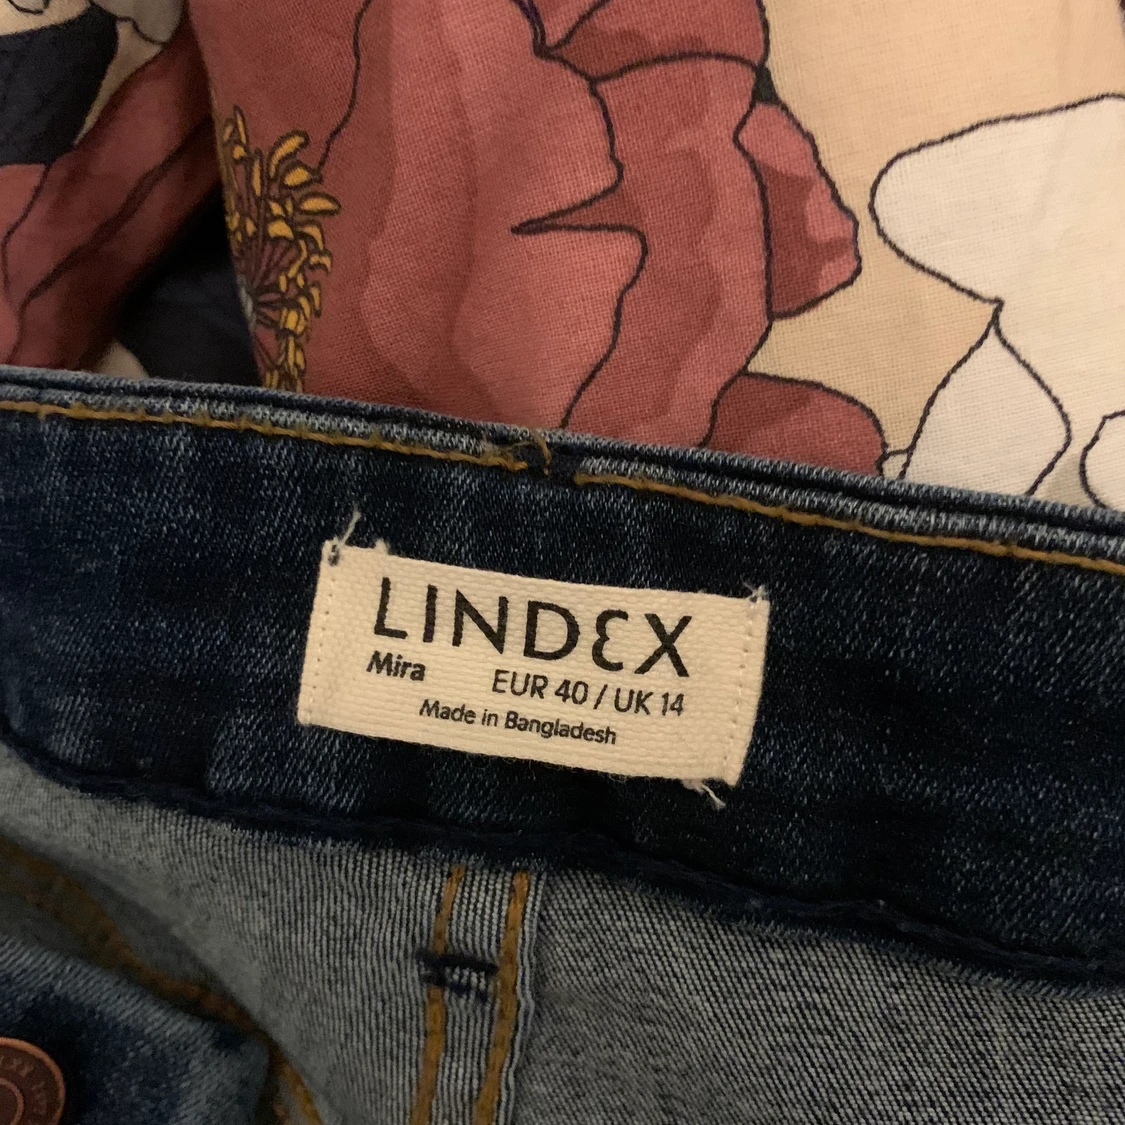 LINDEX
Mira EUR 40 / UK 14
Made in Bangladesh